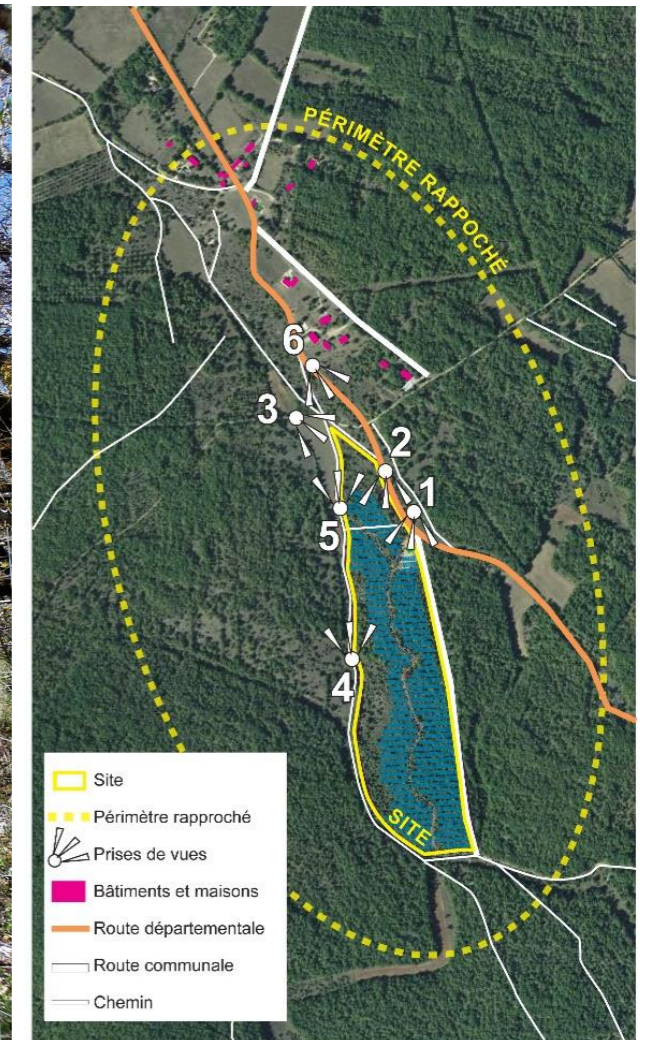 PÉRIMÈTRE RAPPOCHÉ
6
3
2
1
5
4
SITE
Site
Périmètre rapproché
Prises de vues
Bâtiments et maisons
Route départementale
Route communale
Chemin